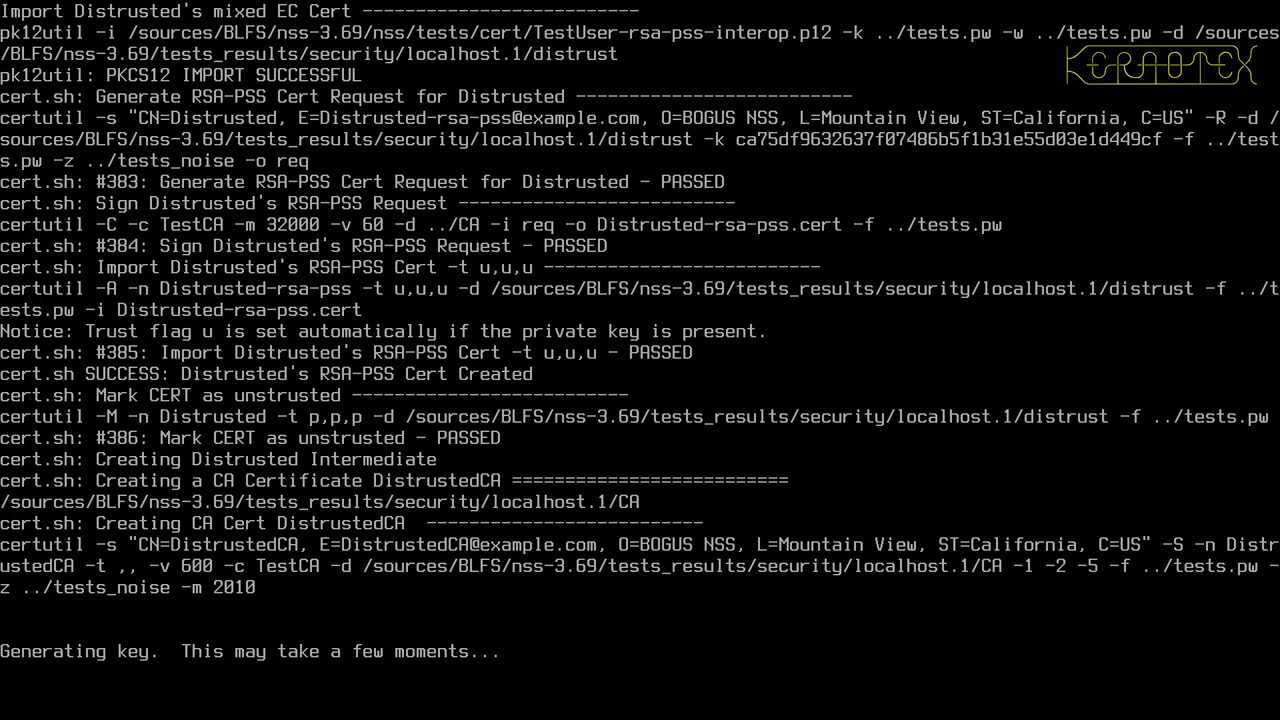 Import Distrusted's mixed EC Cert --------------------------
pk12util -i /sources/BLFS/nss-3.69/nss/tests/cert/TestUser-rsa-pss-interop.p12 -k ../tests.pw -w ../tests.pw -d /sources
/BLFS/nss-3.69/tests_results/security/localhost.1/distrust
pk12util: PKCS12 IMPORT SUCCESSFUL
KERNOTEX
cert.sh: Generate RSA-PSS Cert Request for Distrusted --------------------------
certutil -s "CN=Distrusted, E=Distrusted-rsa-pss@example.com, O=BOGUS NSS, L=Mountain View, ST=California, C=US" -R -d /
sources/BLFS/nss-3.69/tests_results/security/localhost.1/distrust -k ca75df9632637f07486b5f1b31e55d03e1d449cf -f ../test
s.pw -z ../tests_noise -o req
cert.sh: #383: Generate RSA-PSS Cert Request for Distrusted - PASSED
cert.sh: Sign Distrusted's RSA-PSS Request --------------------------
certutil -C -c TestCA -m 32000 -v 60 -d ../CA -i req -o Distrusted-rsa-pss.cert -f ../tests.pw
cert.sh: #384: Sign Distrusted's RSA-PSS Request - PASSED
cert.sh: Import Distrusted's RSA-PSS Cert -t u,u,u --------------------------
certutil -A -n Distrusted-rsa-pss -t u,u,u -d /sources/BLFS/nss-3.69/tests_results/security/localhost.1/distrust -f ../t
ests.pw -i Distrusted-rsa-pss.cert
Notice: Trust flag u is set automatically if the private key is present.
cert.sh: #385: Import Distrusted's RSA-PSS Cert -t u,u,u - PASSED
cert.sh SUCCESS: Distrusted's RSA-PSS Cert Created
cert.sh: Mark CERT as unstrusted --------------------------
certutil -M -n Distrusted -t p,p,p -d /sources/BLFS/nss-3.69/tests_results/security/localhost.1/distrust -f ../tests.pw
cert.sh: #386: Mark CERT as unstrusted - PASSED
cert.sh: Creating Distrusted Intermediate
cert.sh: Creating a CA Certificate DistrustedCA ==========================
/sources/BLFS/nss-3.69/tests_results/security/localhost.1/CA
cert.sh: Creating CA Cert DistrustedCA  --------------------------
certutil -s "CN=DistrustedCA, E=DistrustedCA@example.com, O=BOGUS NSS, L=Mountain View, ST=California, C=US" -S -n Distr
ustedCA -t ,, -v 600 -c TestCA -d /sources/BLFS/nss-3.69/tests_results/security/localhost.1/CA -1 -2 -5 -f ../tests.pw -
z ../tests_noise -m 2010
Generating key.  This may take a few moments...